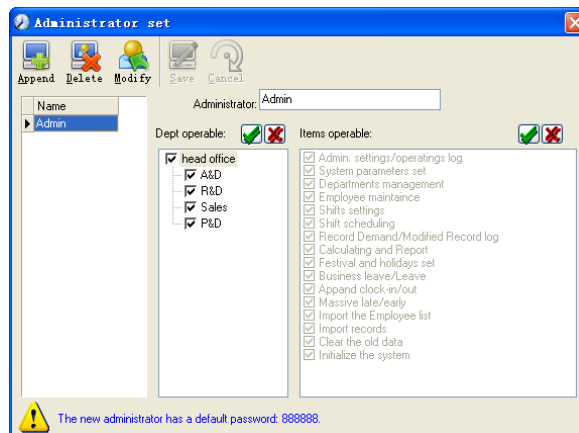 Administrator set
Append Delete Modify Save Cancel
Name
Admin
Administrator: Admin
Dept operable:
Items operable:
head office
A&D
R&D
Sales
P&D
Admin. settings/operatings log
System parameters set
Departments management
Employee maintaince
Shifts settings
Shift scheduling
Record Demand/Modified Record log
Calculating and Report
Festival and holidays set
Business leave/Leave
Appand clock-in/out
Massive late/early
Import the Employee list
Import records
Clear the old data
Initialize the system
The new administrator has a default password: 888888.